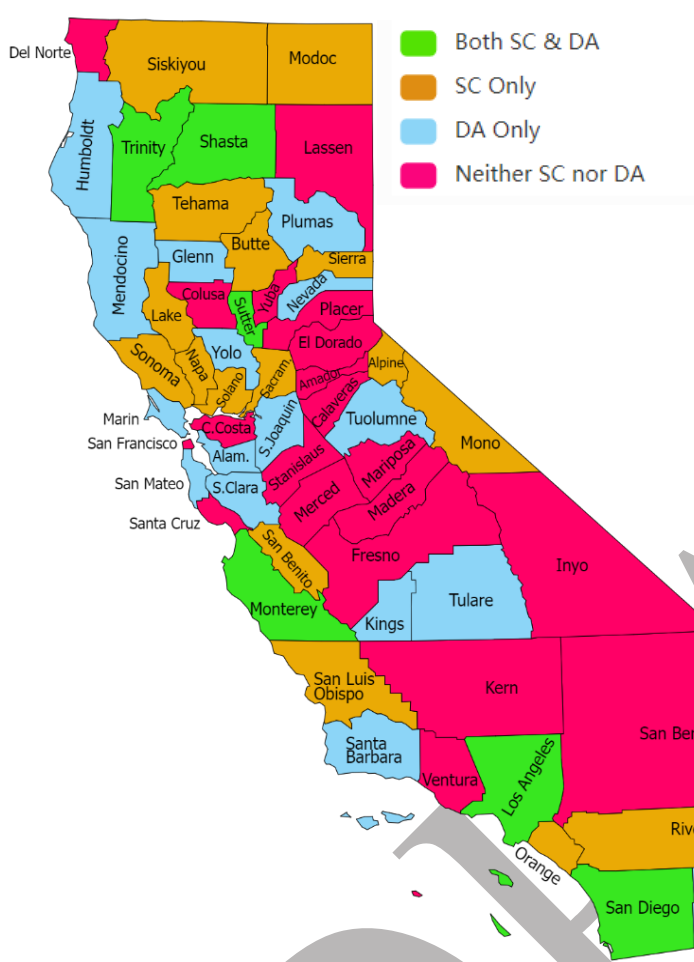 Both SC & DA
SC Only
DA Only
Neither SC nor DA
Del Norte
Siskiyou
Modoc
Humboldt
Trinity
Shasta
Lassen
Tehama
Plumas
Mendocino
Glenn
Butte
Sierra
Colusa
Yuba
Nevada
Lake
Sutter
Placer
Yolo
El Dorado
Sonoma
Napa
Solano
Sacram.
Amador
Alpine
Calaveras
Marin
C.Costa
S.Joaquin
Tuolumne
Mono
San Francisco
Alam.
Stanislaus
Mariposa
San Mateo
S.Clara
Merced
Madera
Santa Cruz
San Benito
Fresno
Inyo
Monterey
Kings
Tulare
San Luis
Obispo
Kern
Santa
Barbara
San Ber
Ventura
Los Angeles
Orange
Riv
San Diego